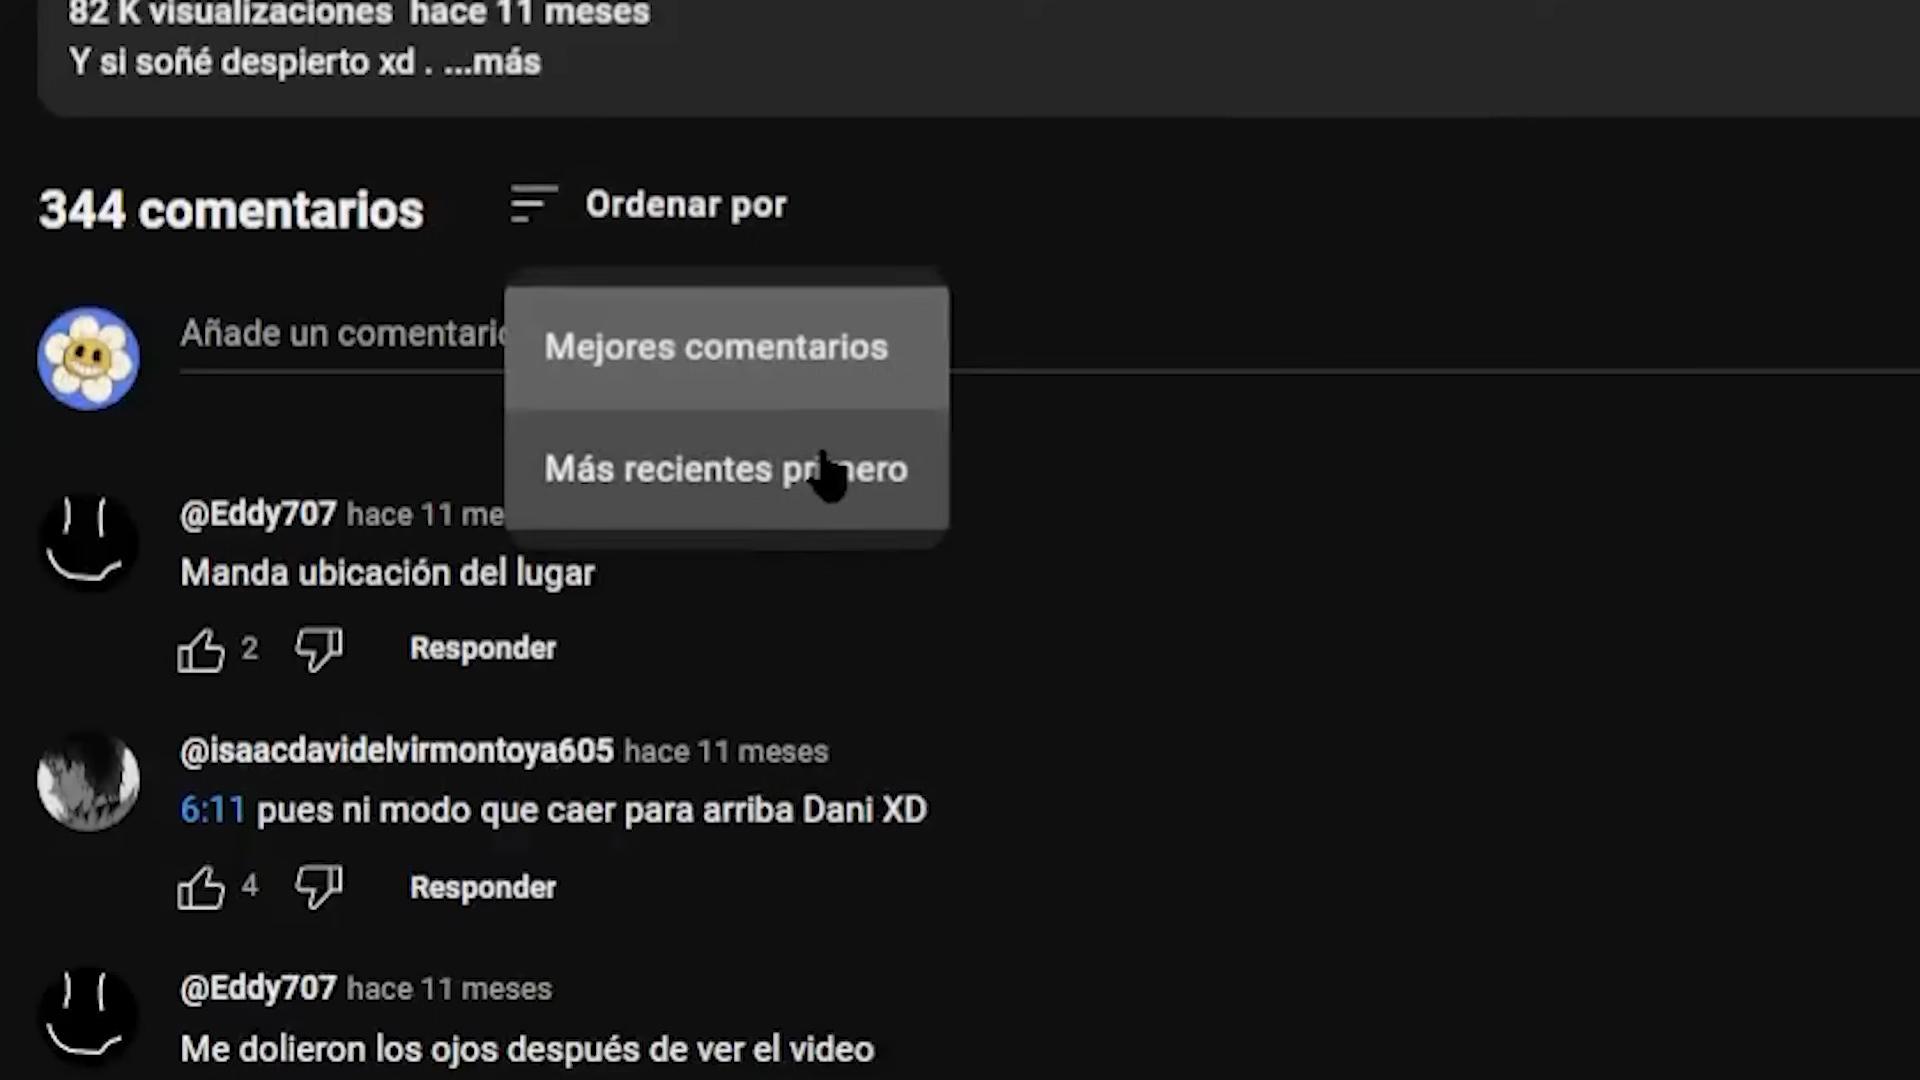 82 K visualizaciones hace 11 meses
Y si soñé despierto xd . ...más
344 comentarios
Ordenar por
Añade un comentario
Mejores comentarios
Más recientes primero
@Eddy707 hace 11 me
Manda ubicación del lugar
2
Responder
@isaacdavidelvirmontoya605 hace 11 meses
6:11 pues ni modo que caer para arriba Dani XD
4
Responder
@Eddy707 hace 11 meses
Me dolieron los ojos después de ver el video